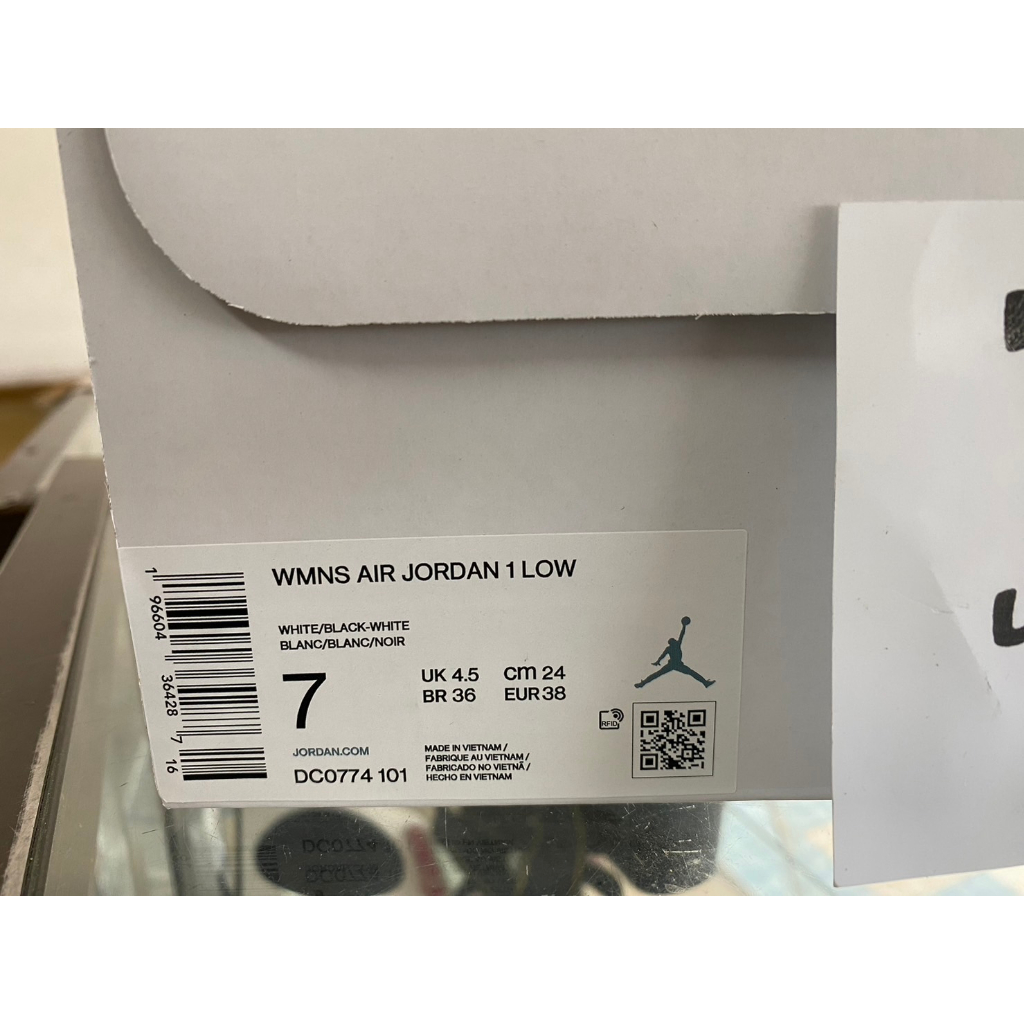 WMNS AIR JORDAN 1 LOW
WHITE/BLACK-WHITE
BLANC/BLANC/NOIR
7
UK 4.5 cm 24
BR 36 EUR 38
JORDAN.COM
DC0774 101
MADE IN VIETNAM /
FABRIQUE AU VIETNAM /
FABRICADO NO VIETNÃ /
HECHO EN VIETNAM
RFID
1 96604 36428 7 16
DC0774